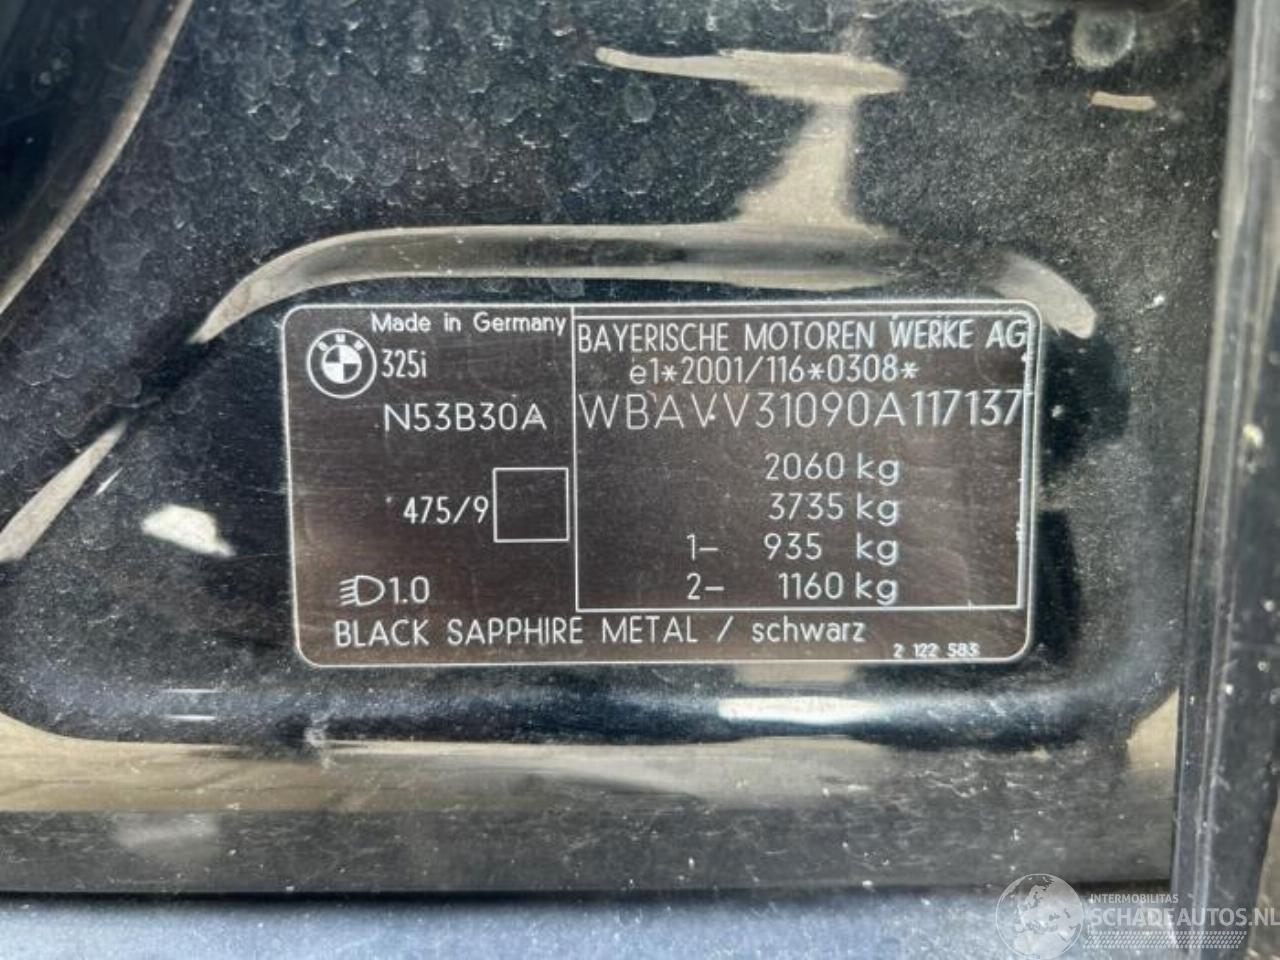 Made in Germany
BMW
325i
N53B30A
475/9
1.0
BAYERISCHE MOTOREN WERKE AG
e1*2001/116*0308*
WBAVV31090A117137
2060 kg
3735 kg
1- 935 kg
2- 1160 kg
BLACK SAPPHIRE METAL / schwarz
2 122 583
INTERMOBILITAS
SCHADEAUTOS.NL